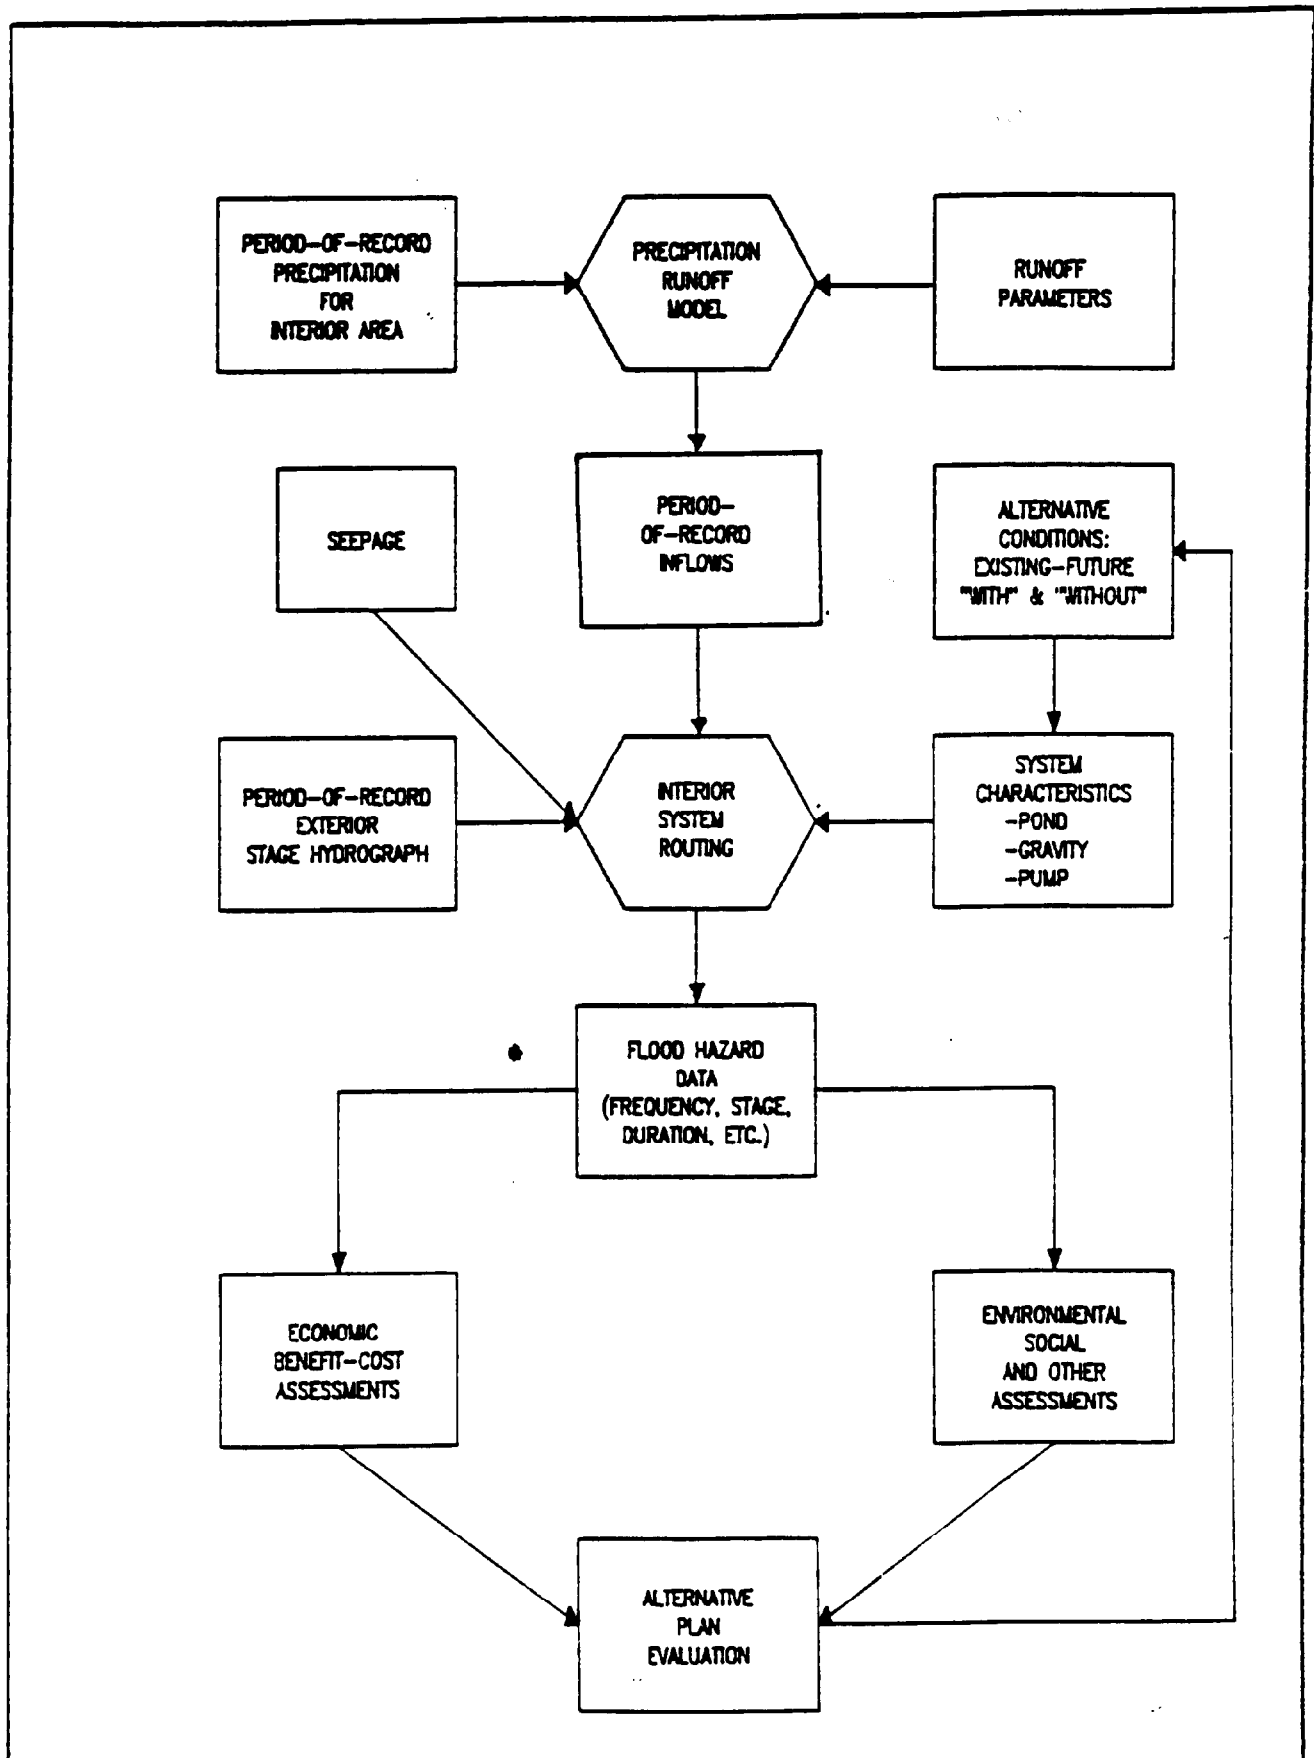 PERIOD-OF-RECORD
PRECIPITATION
FOR
INTERIOR AREA
PRECIPITATION
RUNOFF
MODEL
RUNOFF
PARAMETERS
SEEPAGE
PERIOD-
OF-RECORD
INFLOWS
ALTERNATIVE
CONDITIONS:
EXISTING-FUTURE
"WITH" & "WITHOUT"
PERIOD-OF-RECORD
EXTERIOR
STAGE HYDROGRAPH
INTERIOR
SYSTEM
ROUTING
SYSTEM
CHARACTERISTICS
-POND
-GRAVITY
-PUMP
FLOOD HAZARD
DATA
(FREQUENCY, STAGE,
DURATION, ETC.)
ECONOMIC
BENEFIT-COST
ASSESSMENTS
ENVIRONMENTAL
SOCIAL
AND OTHER
ASSESSMENTS
ALTERNATIVE
PLAN
EVALUATION